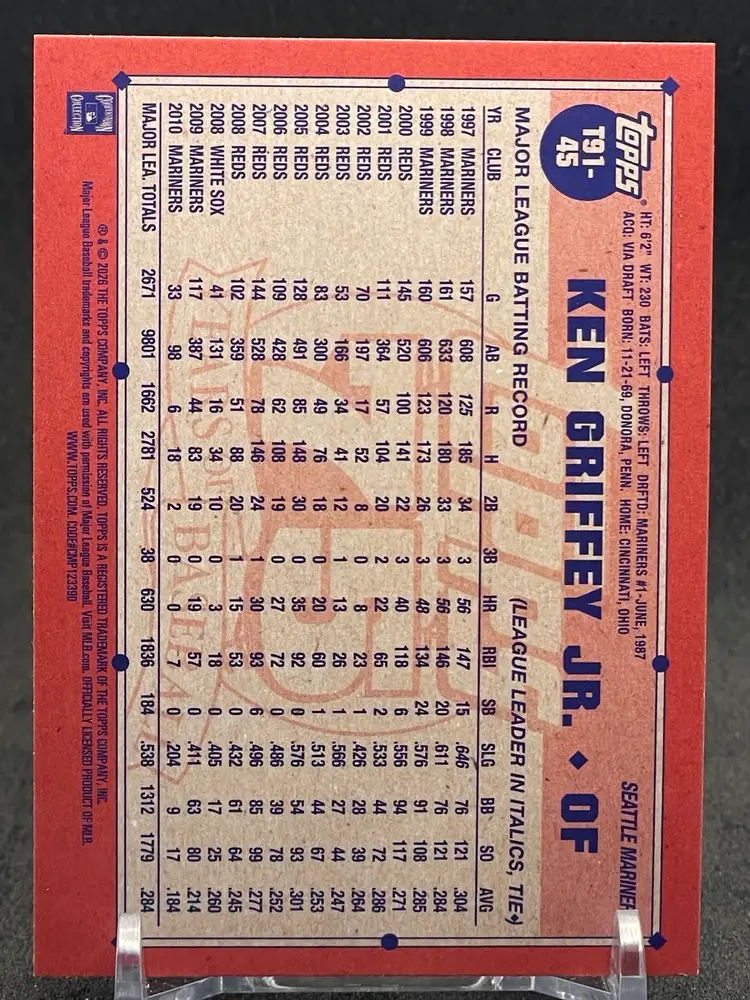 Topps®
T91-45
HT: 6'2" WT: 230 BATS: LEFT THROWS: LEFT DRFTD: MARINERS #1-JUNE, 1987
ACQ: VIA DRAFT BORN: 11-21-69, DONORA, PENN. HOME: CINCINNATI, OHIO
SEATTLE MARINERS
KEN GRIFFEY JR. ◆ OF
MAJOR LEAGUE BATTING RECORD (LEAGUE LEADER IN ITALICS, TIE♦)
YR CLUB G AB R H 2B 3B HR RBI SB SLG BB SO AVG
1997 MARINERS 157 608 125 185 34 3 56 147 15 .646 76 121 .304
1998 MARINERS 161 633 120 180 33 3 56 146 20 .611 76 121 .284
1999 MARINERS 160 606 123 173 26 3 48 134 24 .576 91 108 .285
2000 REDS 145 520 100 141 22 3 40 118 6 .556 94 117 .271
2001 REDS 111 364 57 104 20 2 22 65 2 .533 44 72 .286
2002 REDS 70 197 17 52 8 0 8 23 1 .426 28 39 .264
2003 REDS 53 166 34 41 12 1 13 26 1 .566 27 44 .247
2004 REDS 83 300 49 76 18 0 20 60 1 .513 44 67 .253
2005 REDS 128 491 85 148 30 0 35 92 0 .576 54 93 .301
2006 REDS 109 428 62 108 19 0 27 72 0 .486 39 78 .252
2007 REDS 144 528 78 146 24 1 30 93 6 .496 85 99 .277
2008 REDS 102 359 51 88 20 1 15 53 0 .432 61 64 .245
2008 WHITE SOX 41 131 16 34 10 0 3 18 0 .405 17 25 .260
2009 MARINERS 117 387 44 83 19 0 19 57 0 .411 63 80 .214
2010 MARINERS 33 98 6 18 2 0 0 7 0 .204 9 17 .184
MAJOR LEA. TOTALS 2671 9801 1662 2781 524 38 630 1836 184 .538 1312 1779 .284
topps
75
YEARS OF BASEBALL
COOPERSTOWN
COLLECTION
® & © 2026 THE TOPPS COMPANY, INC. ALL RIGHTS RESERVED. TOPPS IS A REGISTERED TRADEMARK OF THE TOPPS COMPANY, INC.
Major League Baseball trademarks and copyrights are used with permission of Major League Baseball. Visit MLB.com. OFFICIALLY LICENSED PRODUCT OF MLB.
WWW.TOPPS.COM. CODE#CMP123390